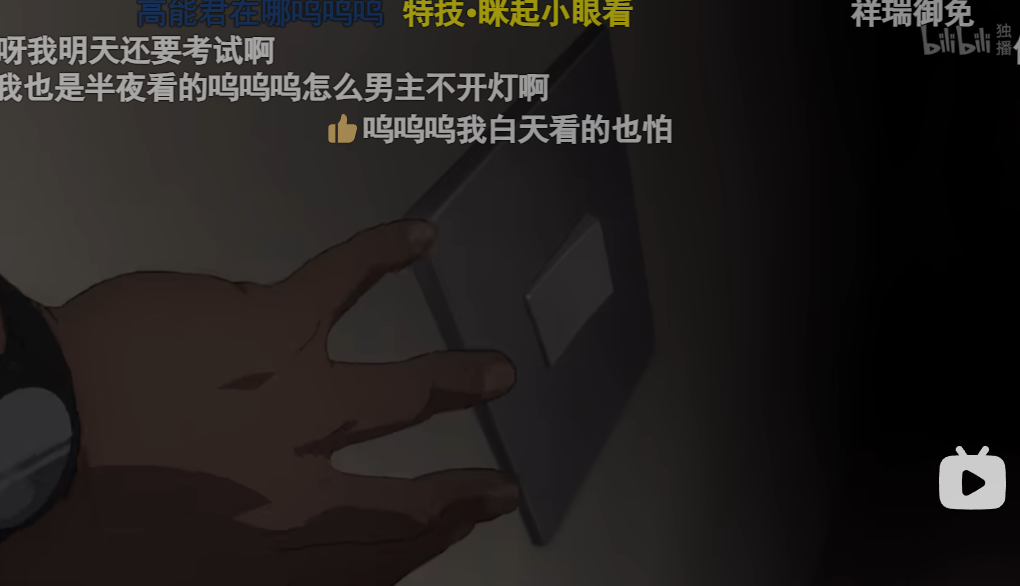 高能君在哪呜呜呜
特技•眯起小眼看
祥瑞御免
bilibili 独播
呀我明天还要考试啊
我也是半夜看的呜呜呜怎么男主不开灯啊
呜呜呜我白天看的也怕